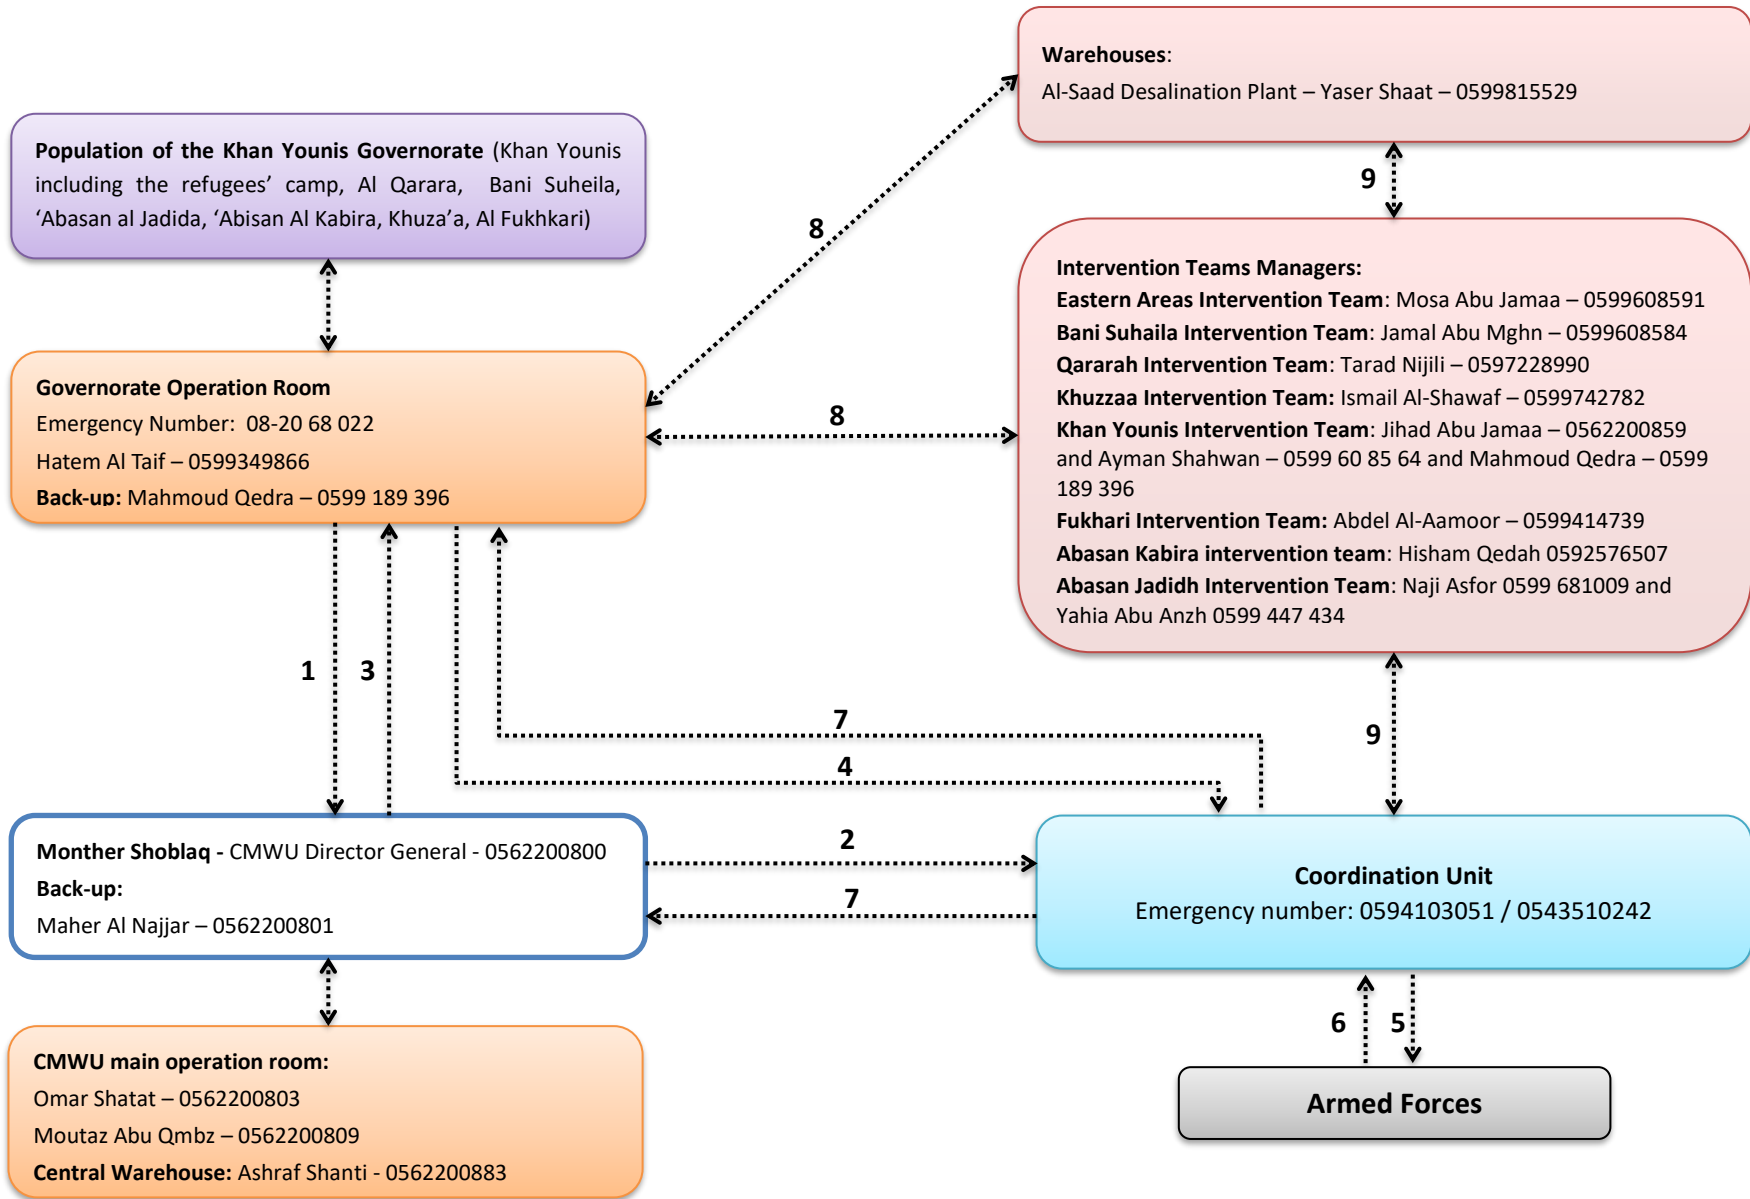 Warehouses:
Al-Saad Desalination Plant – Yaser Shaat – 0599815529
Population of the Khan Younis Governorate (Khan Younis
including the refugees’ camp, Al Qarara, Bani Suheila,
‘Abasan al Jadida, ‘Abisan Al Kabira, Khuza’a, Al Fukhkari)
9
8
Intervention Teams Managers:
Eastern Areas Intervention Team: Mosa Abu Jamaa – 0599608591
Bani Suhaila Intervention Team: Jamal Abu Mghn – 0599608584
Qararah Intervention Team: Tarad Nijili – 0597228990
Khuzzaa Intervention Team: Ismail Al-Shawaf – 0599742782
Khan Younis Intervention Team: Jihad Abu Jamaa – 0562200859
and Ayman Shahwan – 0599 60 85 64 and Mahmoud Qedra – 0599
189 396
Fukhari Intervention Team: Abdel Al-Aamoor – 0599414739
Abasan Kabira intervention team: Hisham Qedah 0592576507
Abasan Jadidh Intervention Team: Naji Asfor 0599 681009 and
Yahia Abu Anzh 0599 447 434
Governorate Operation Room
Emergency Number: 08-20 68 022
Hatem Al Taif – 0599349866
Back-up: Mahmoud Qedra – 0599 189 396
8
1
3
7
4
9
Monther Shoblaq - CMWU Director General - 0562200800
Back-up:
Maher Al Najjar – 0562200801
2
7
Coordination Unit
Emergency number: 0594103051 / 0543510242
6
5
Armed Forces
CMWU main operation room:
Omar Shatat – 0562200803
Moutaz Abu Qmbz – 0562200809
Central Warehouse: Ashraf Shanti - 0562200883